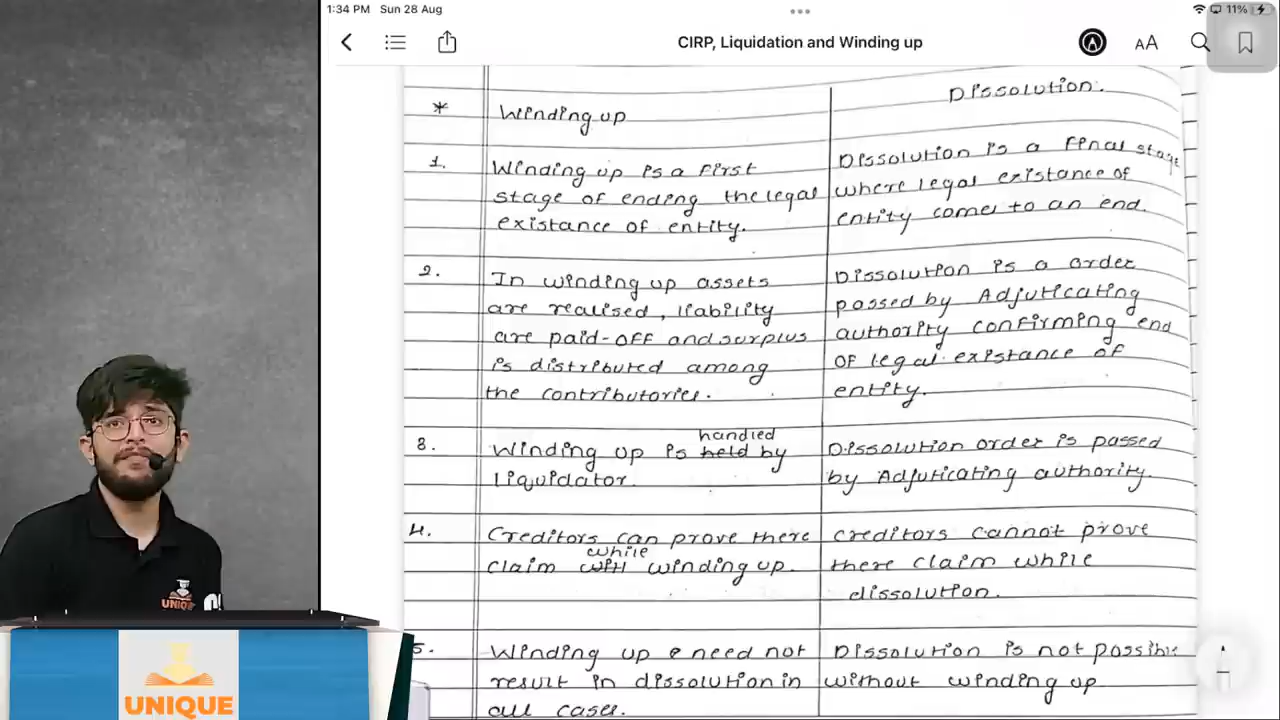 1:34 PM Sun 28 Aug
11%
CIRP, Liquidation and Winding up
AA
* Winding up
Dissolution.
1. Winding up is a first
stage of ending the legal
existance of entity.
Dissolution is a final stage
where legal existance of
entity comes to an end.
2. In winding up assets
are realised, liability
are paid-off and surplus
is distributed among
the contributories.
Dissolution is a order
passed by Adjuticating
authority confirming end
of legal existance of
entity.
3. Winding up is held handled by
liquidator.
Dissolution order is passed
by Adjuticating authority.
4. Creditors can prove there
claim while winding up.
creditors cannot prove
there claim while
dissolution.
5. Winding up need not
result in dissolution in
all cases.
Dissolution is not possible
without winding up
UNIQUE
UNIQUE